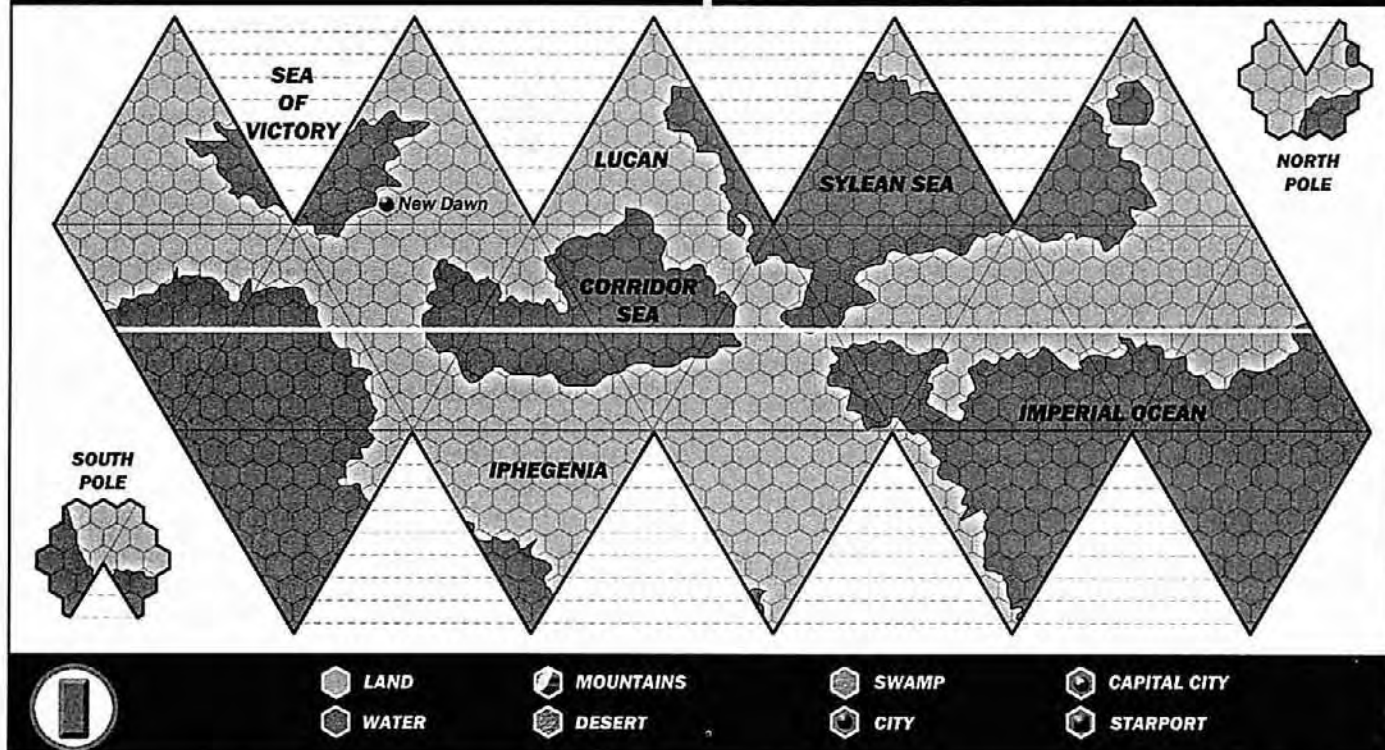 SEA
OF
VICTORY
New Dawn
LUCAN
SYLEAN SEA
NORTH
POLE
CORRIDOR
SEA
IMPERIAL OCEAN
IPHEGENIA
SOUTH
POLE
LAND
MOUNTAINS
SWAMP
CAPITAL CITY
WATER
DESERT
CITY
STARPORT